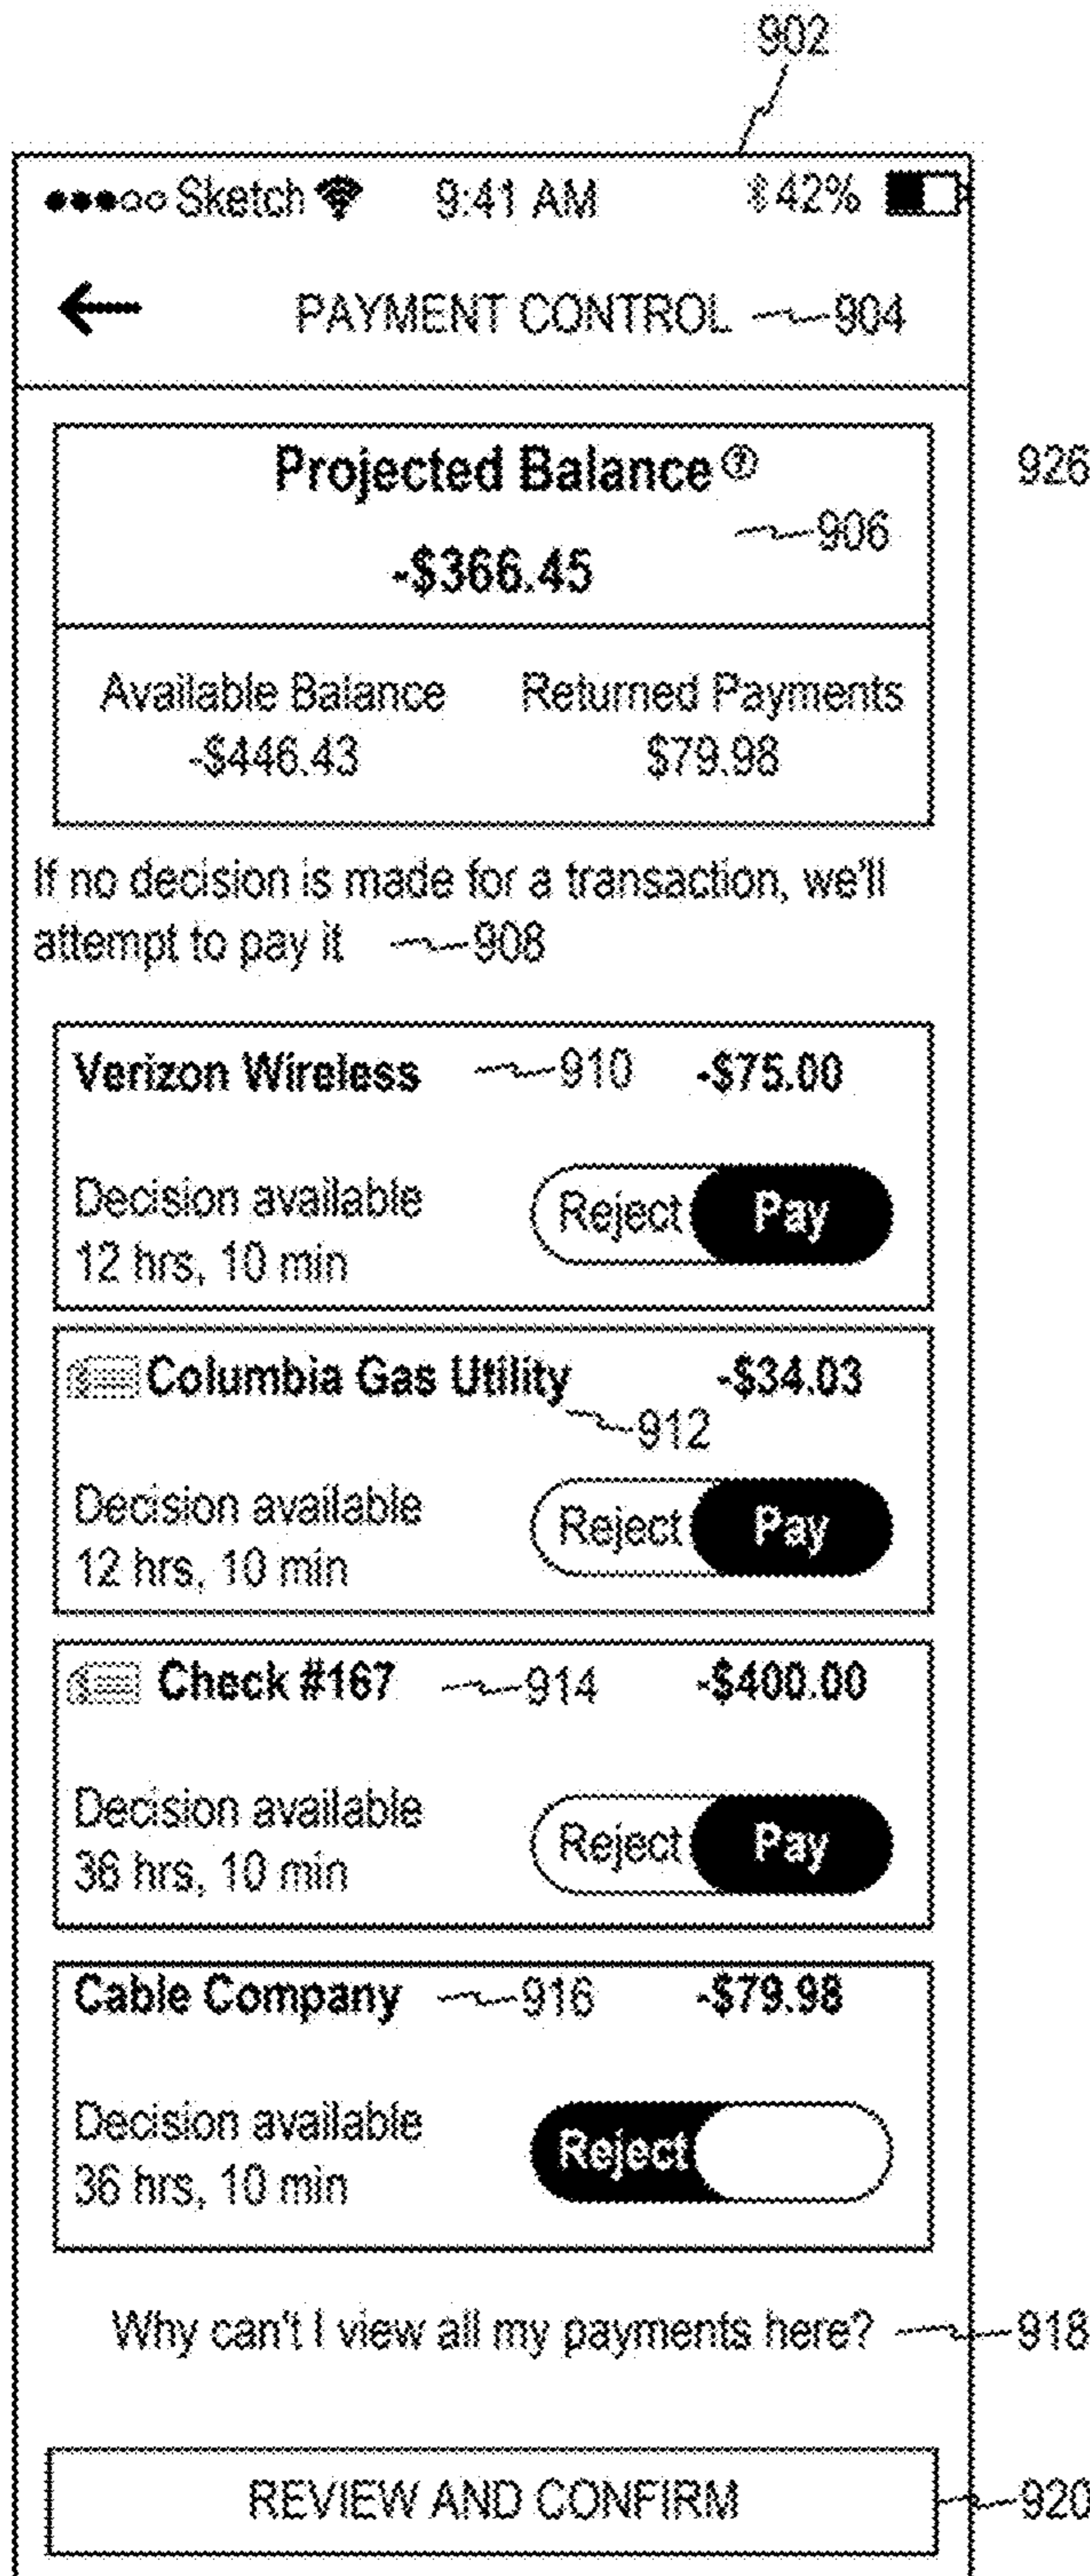 902
Sketch 9:41 AM 42%
PAYMENT CONTROL 904
Projected Balance ?
926
906
-$366.45
Available Balance Returned Payments
-$446.43 $79.98
If no decision is made for a transaction, we'll
attempt to pay it 908
Verizon Wireless 910 -$75.00
Decision available
12 hrs, 10 min
Reject Pay
Columbia Gas Utility -$34.03
912
Decision available
12 hrs, 10 min
Reject Pay
Check #167 914 -$400.00
Decision available
36 hrs, 10 min
Reject Pay
Cable Company 916 -$79.98
Decision available
36 hrs, 10 min
Reject
Why can't I view all my payments here? 918
REVIEW AND CONFIRM 920